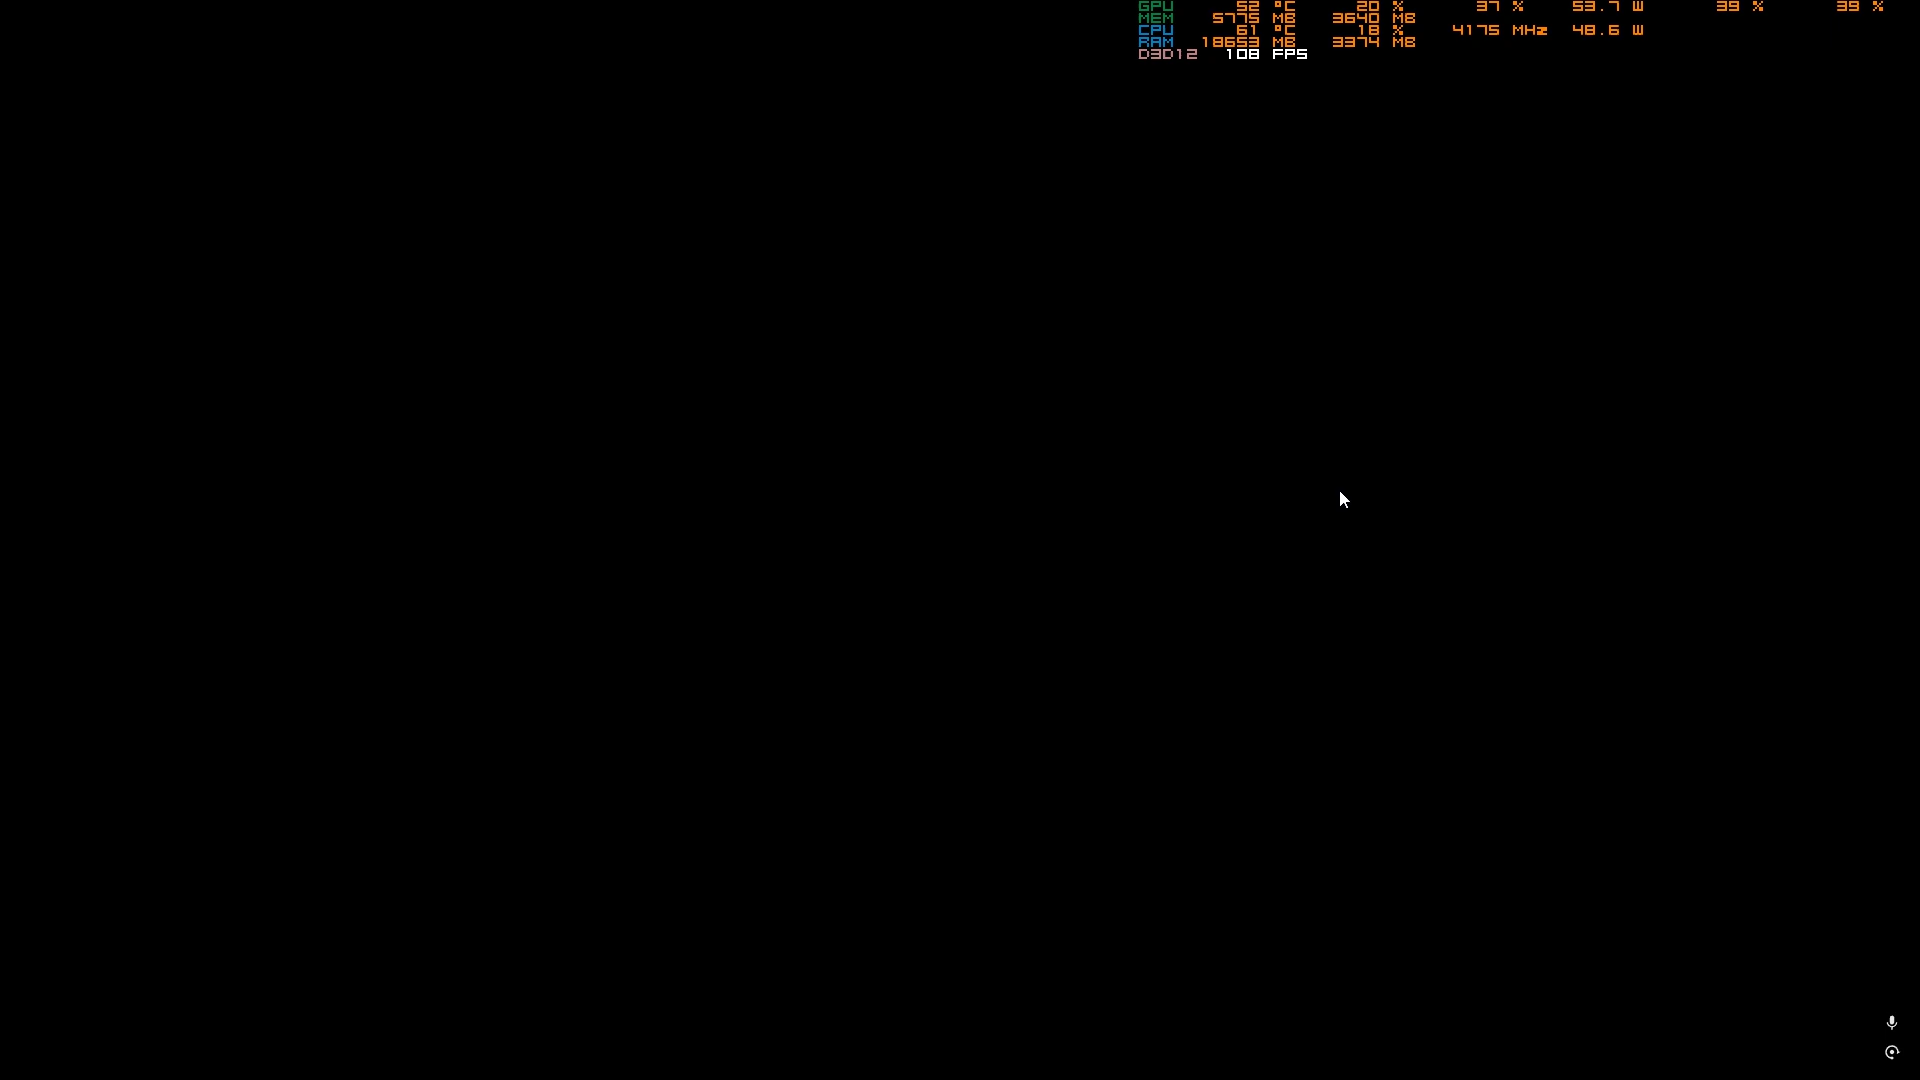 GPU 52 °C 20 % 37 % 53.7 W 39 % 39 %
MEM 5775 MB 3640 MB
CPU 61 °C 18 % 4175 MHz 48.6 W
RAM 18653 MB 3374 MB
D3D12 108 FPS